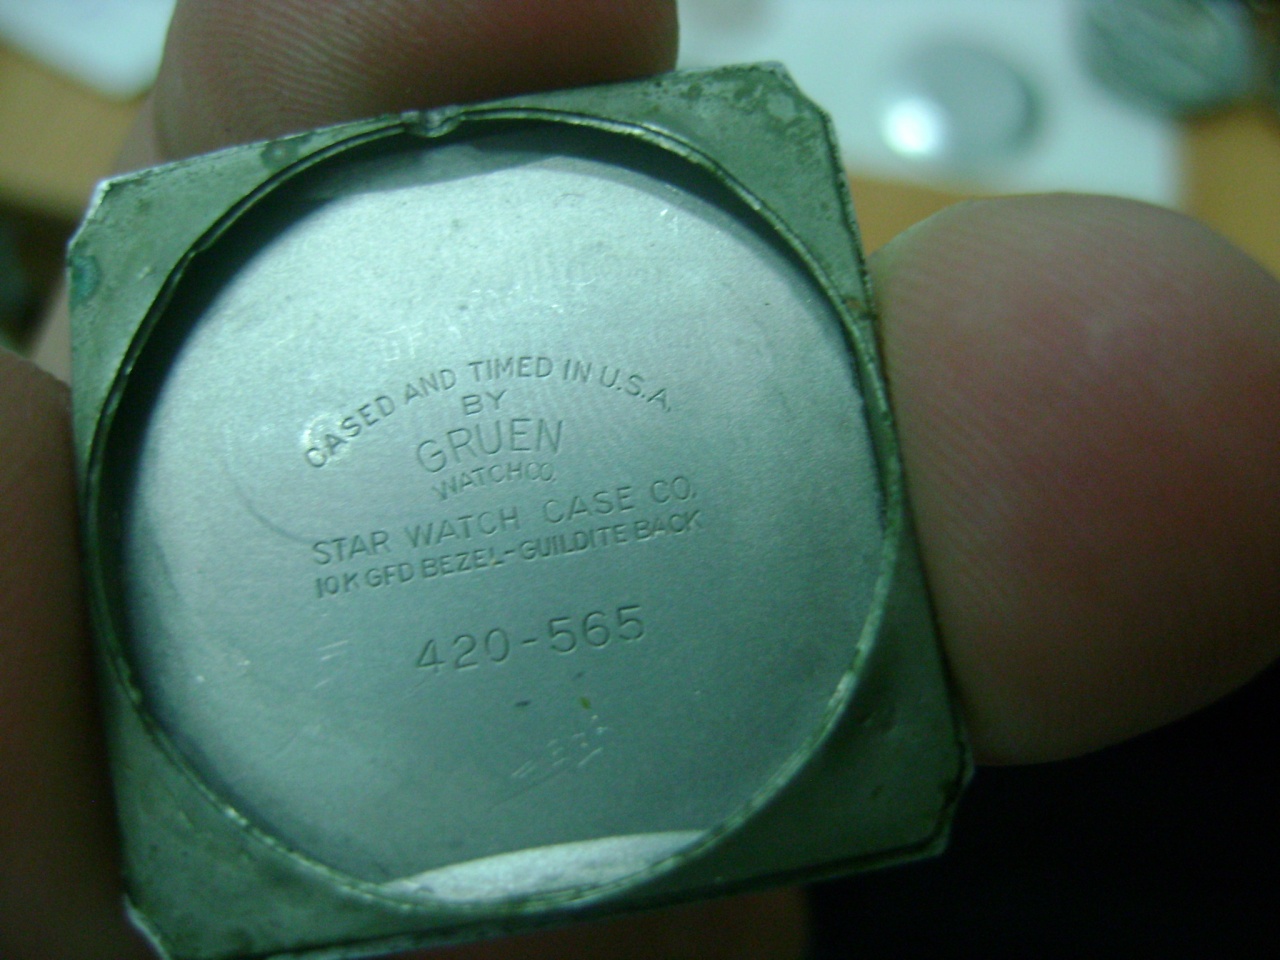 CASED AND TIMED IN U.S.A.
BY
GRUEN
WATCH CO.
STAR WATCH CASE CO.
10K GFD BEZEL-GUILDITE BACK
420-565